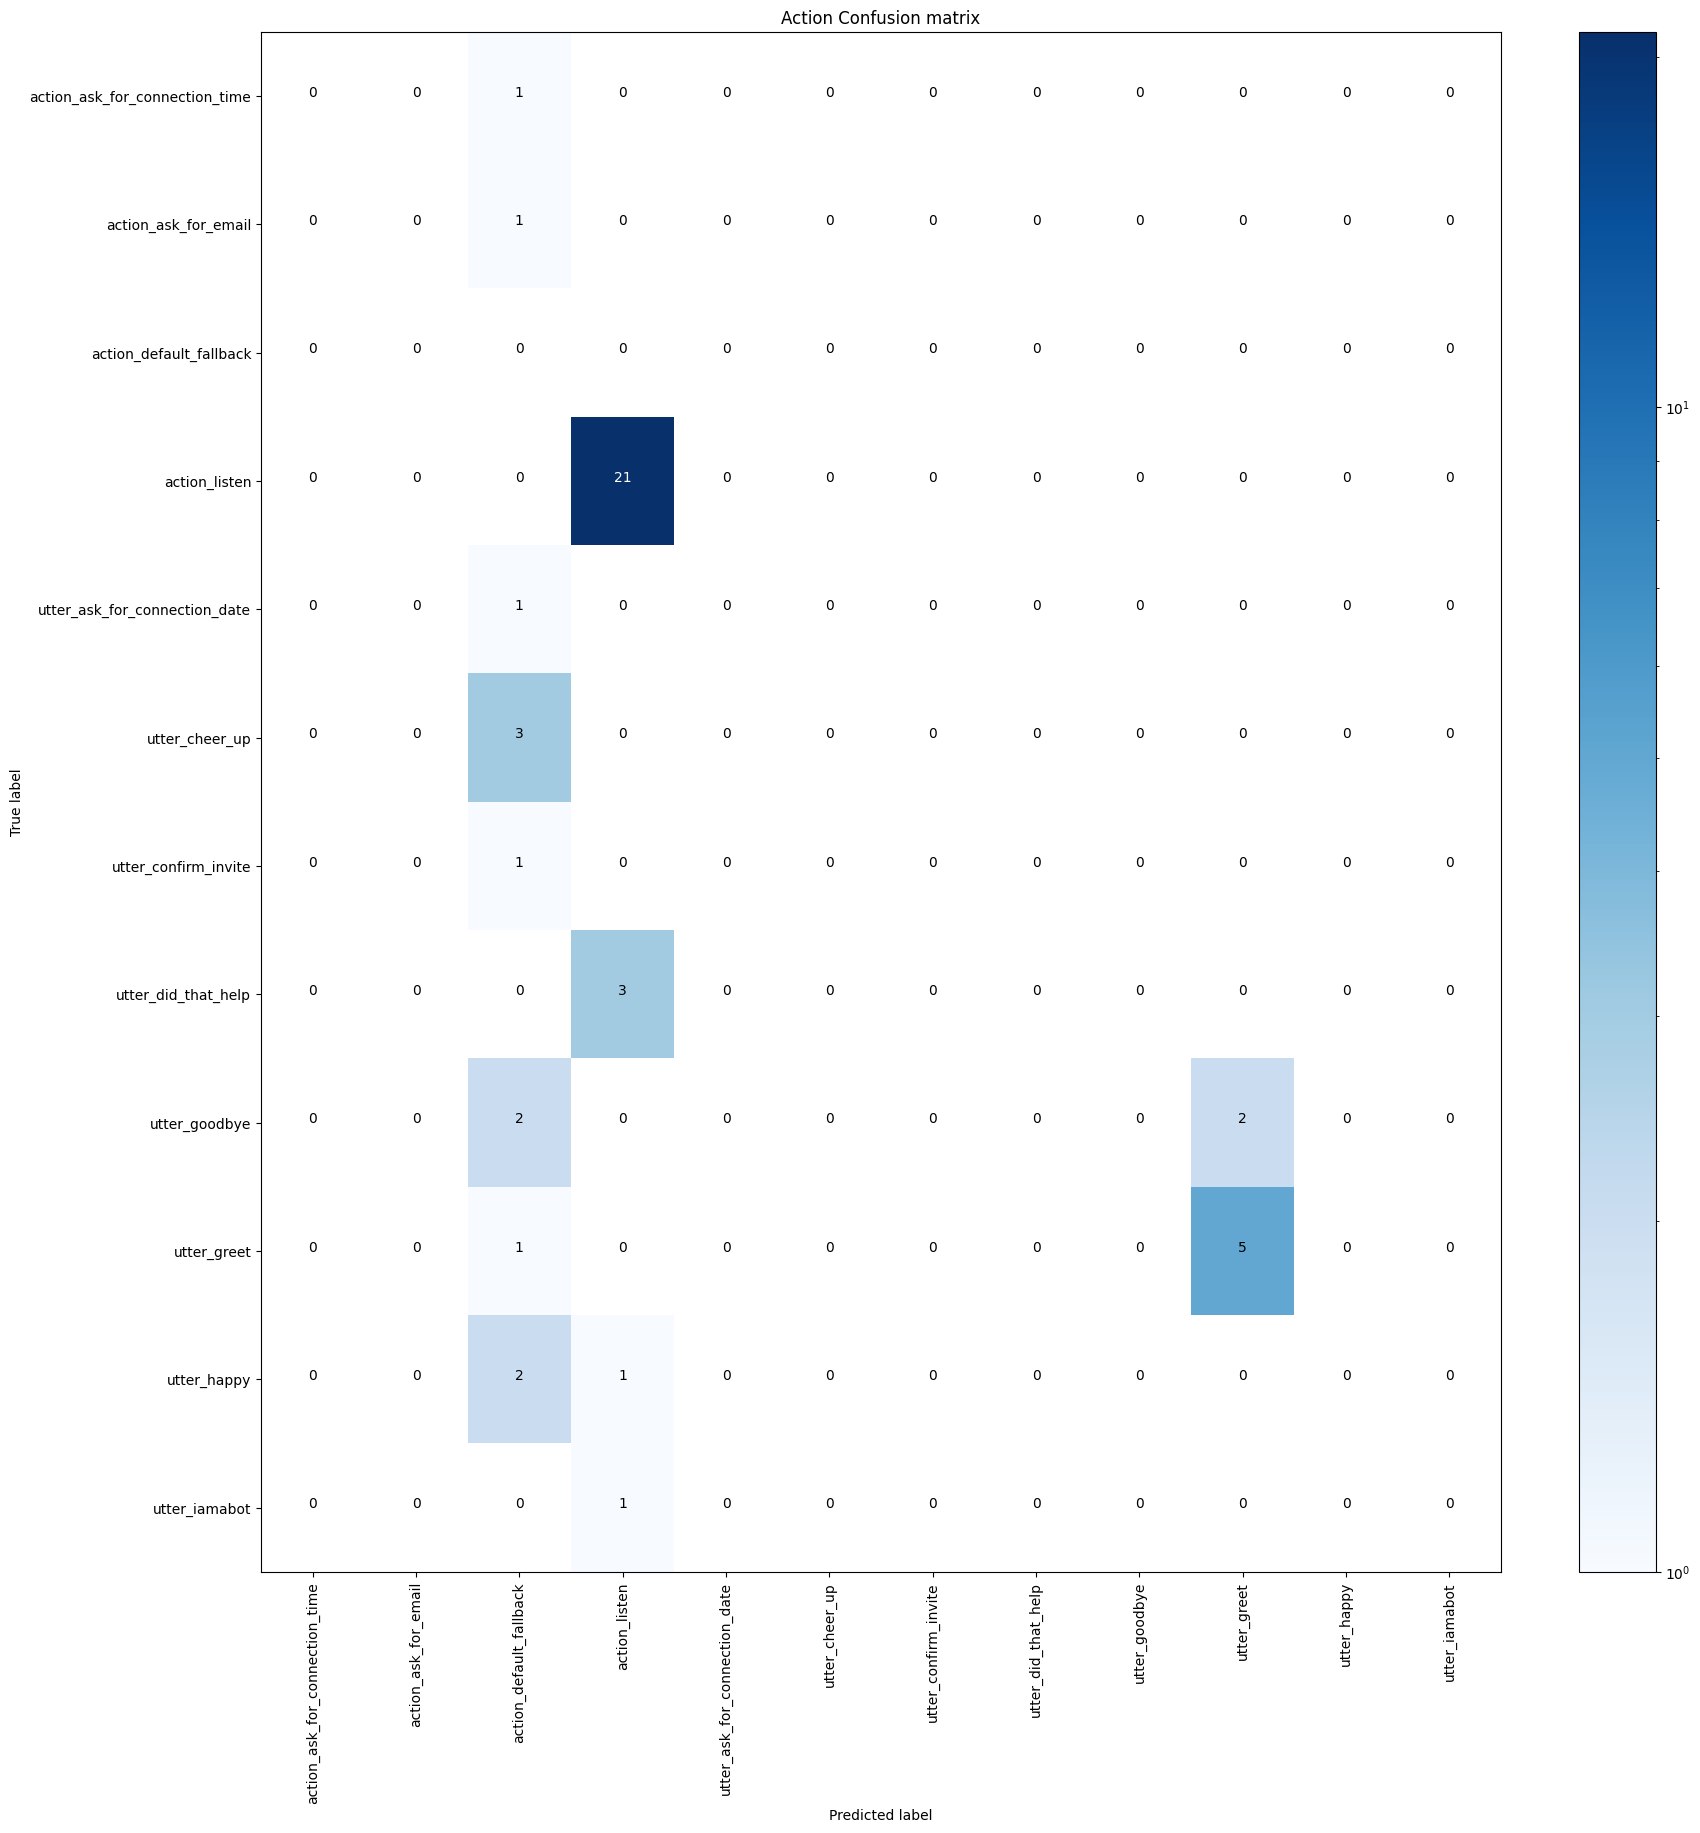 Action Confusion matrix
action_ask_for_connection_time 0 0 1 0 0 0 0 0 0 0 0 0
action_ask_for_email 0 0 1 0 0 0 0 0 0 0 0 0
action_default_fallback 0 0 0 0 0 0 0 0 0 0 0 0
action_listen 0 0 0 21 0 0 0 0 0 0 0 0
utter_ask_for_connection_date 0 0 1 0 0 0 0 0 0 0 0 0
utter_cheer_up 0 0 3 0 0 0 0 0 0 0 0 0
utter_confirm_invite 0 0 1 0 0 0 0 0 0 0 0 0
utter_did_that_help 0 0 0 3 0 0 0 0 0 0 0 0
utter_goodbye 0 0 2 0 0 0 0 0 0 2 0 0
utter_greet 0 0 1 0 0 0 0 0 0 5 0 0
utter_happy 0 0 2 1 0 0 0 0 0 0 0 0
utter_iamabot 0 0 0 1 0 0 0 0 0 0 0 0
True label
action_ask_for_connection_time
action_ask_for_email
action_default_fallback
action_listen
utter_ask_for_connection_date
utter_cheer_up
utter_confirm_invite
utter_did_that_help
utter_goodbye
utter_greet
utter_happy
utter_iamabot
Predicted label
10¹
10⁰